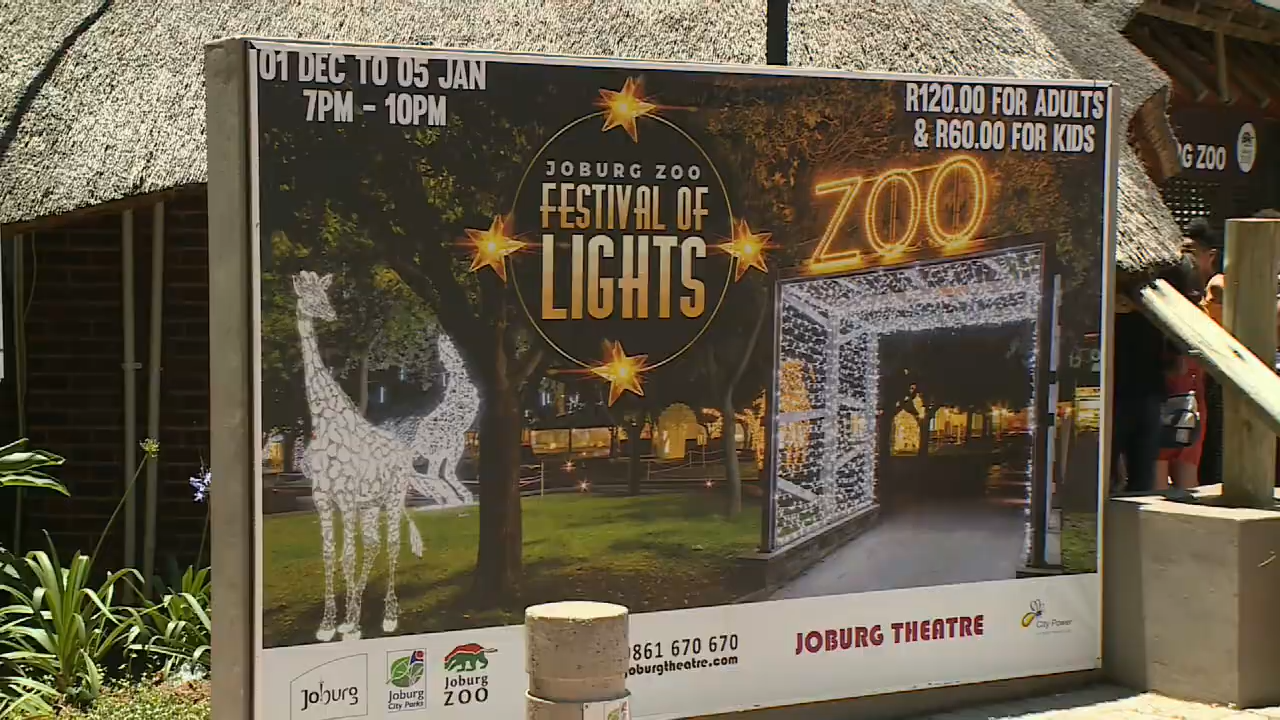 01 DEC TO 05 JAN
7PM - 10PM
R120.00 FOR ADULTS
& R60.00 FOR KIDS
JOBURG ZOO
FESTIVAL OF
LIGHTS
ZOO
G ZOO
0861 670 670
joburgtheatre.com
JOBURG THEATRE
City Power
Joburg
Joburg
City Parks
Joburg
ZOO